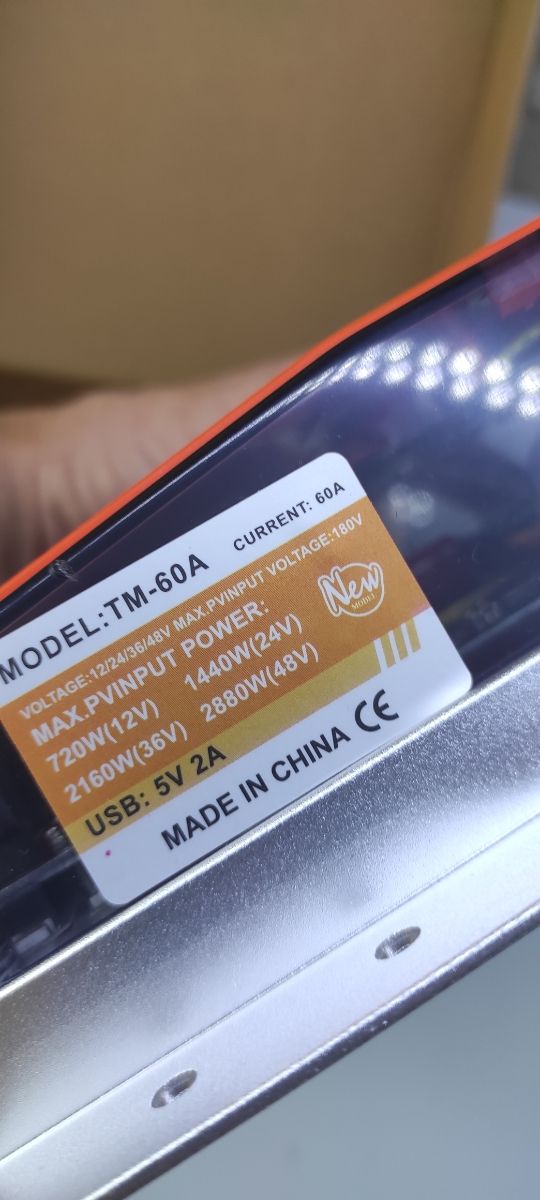 MODEL:TM-60A CURRENT: 60A
VOLTAGE:12/24/36/48V MAX.PVINPUT VOLTAGE:180V
MAX.PVINPUT POWER:
720W(12V) 1440W(24V)
2160W(36V) 2880W(48V)
New
MODEL
USB: 5V 2A
MADE IN CHINA CE